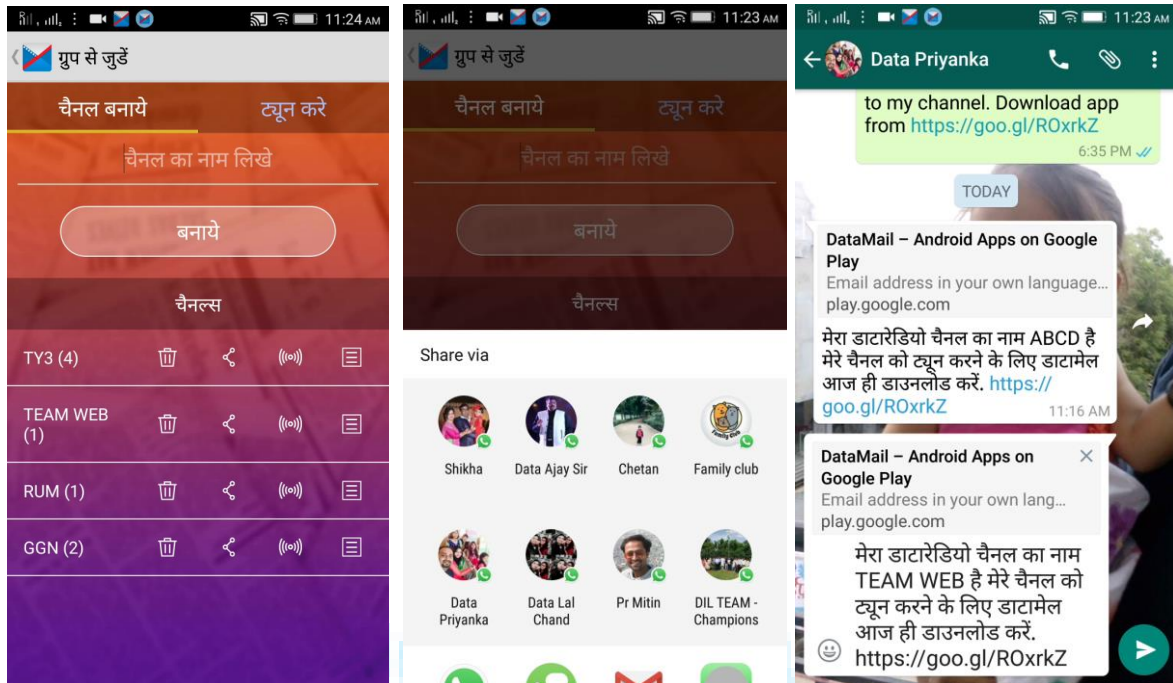 11:24 AM
ग्रुप से जुडें
चैनल बनाये
ट्यून करे
चैनल का नाम लिखे
बनाये
चैनल्स
TY3 (4)
TEAM WEB
(1)
RUM (1)
GGN (2)
11:23 AM
ग्रुप से जुडें
चैनल बनाये
ट्यून करे
चैनल का नाम लिखे
बनाये
चैनल्स
Share via
Shikha
Data Ajay Sir
Chetan
Family club
Data
Priyanka
Data Lal
Chand
Pr Mitin
DIL TEAM -
Champions
11:23 AM
Data Priyanka
to my channel. Download app
from https://goo.gl/ROxrkZ
6:35 PM
TODAY
DataMail – Android Apps on Google
Play
Email address in your own language...
play.google.com
मेरा डाटारेडियो चैनल का नाम ABCD है
मेरे चैनल को ट्यून करने के लिए डाटामेल
आज ही डाउनलोड करें. https://
goo.gl/ROxrkZ
11:16 AM
DataMail – Android Apps on
Google Play
Email address in your own lang...
play.google.com
मेरा डाटारेडियो चैनल का नाम
TEAM WEB है मेरे चैनल को
ट्यून करने के लिए डाटामेल
आज ही डाउनलोड करें.
https://goo.gl/ROxrkZ